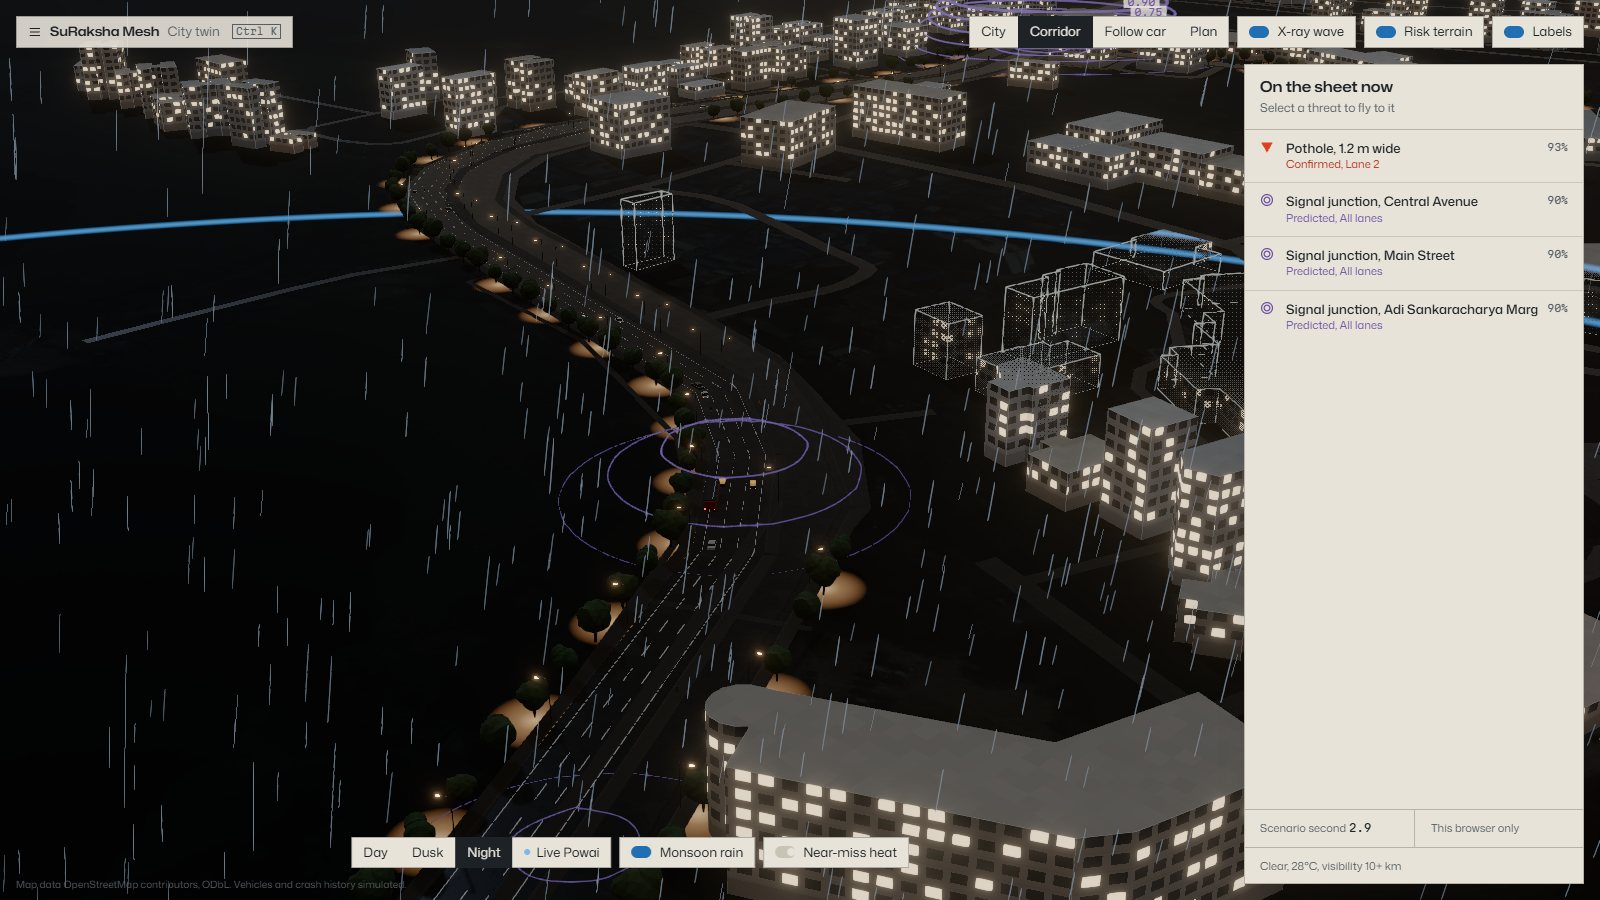 0.90
0.75
SuRaksha Mesh City twin Ctrl K
City Corridor Follow car Plan X-ray wave Risk terrain Labels
On the sheet now
Select a threat to fly to it
Pothole, 1.2 m wide 93%
Confirmed, Lane 2
Signal junction, Central Avenue 90%
Predicted, All lanes
Signal junction, Main Street 90%
Predicted, All lanes
Signal junction, Adi Sankaracharya Marg 90%
Predicted, All lanes
Scenario second 2.9 This browser only
Day Dusk Night Live Powai Monsoon rain Near-miss heat
Clear, 28°C, visibility 10+ km
Map data OpenStreetMap contributors, ODbL. Vehicles and crash history simulated.